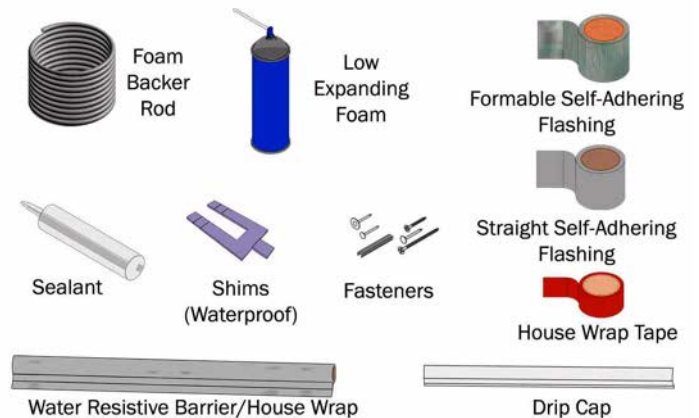 Foam
Backer
Rod
Low
Expanding
Foam
Formable Self-Adhering
Flashing
Straight Self-Adhering
Flashing
Sealant
Shims
(Waterproof)
Fasteners
House Wrap Tape
Water Resistive Barrier/House Wrap
Drip Cap